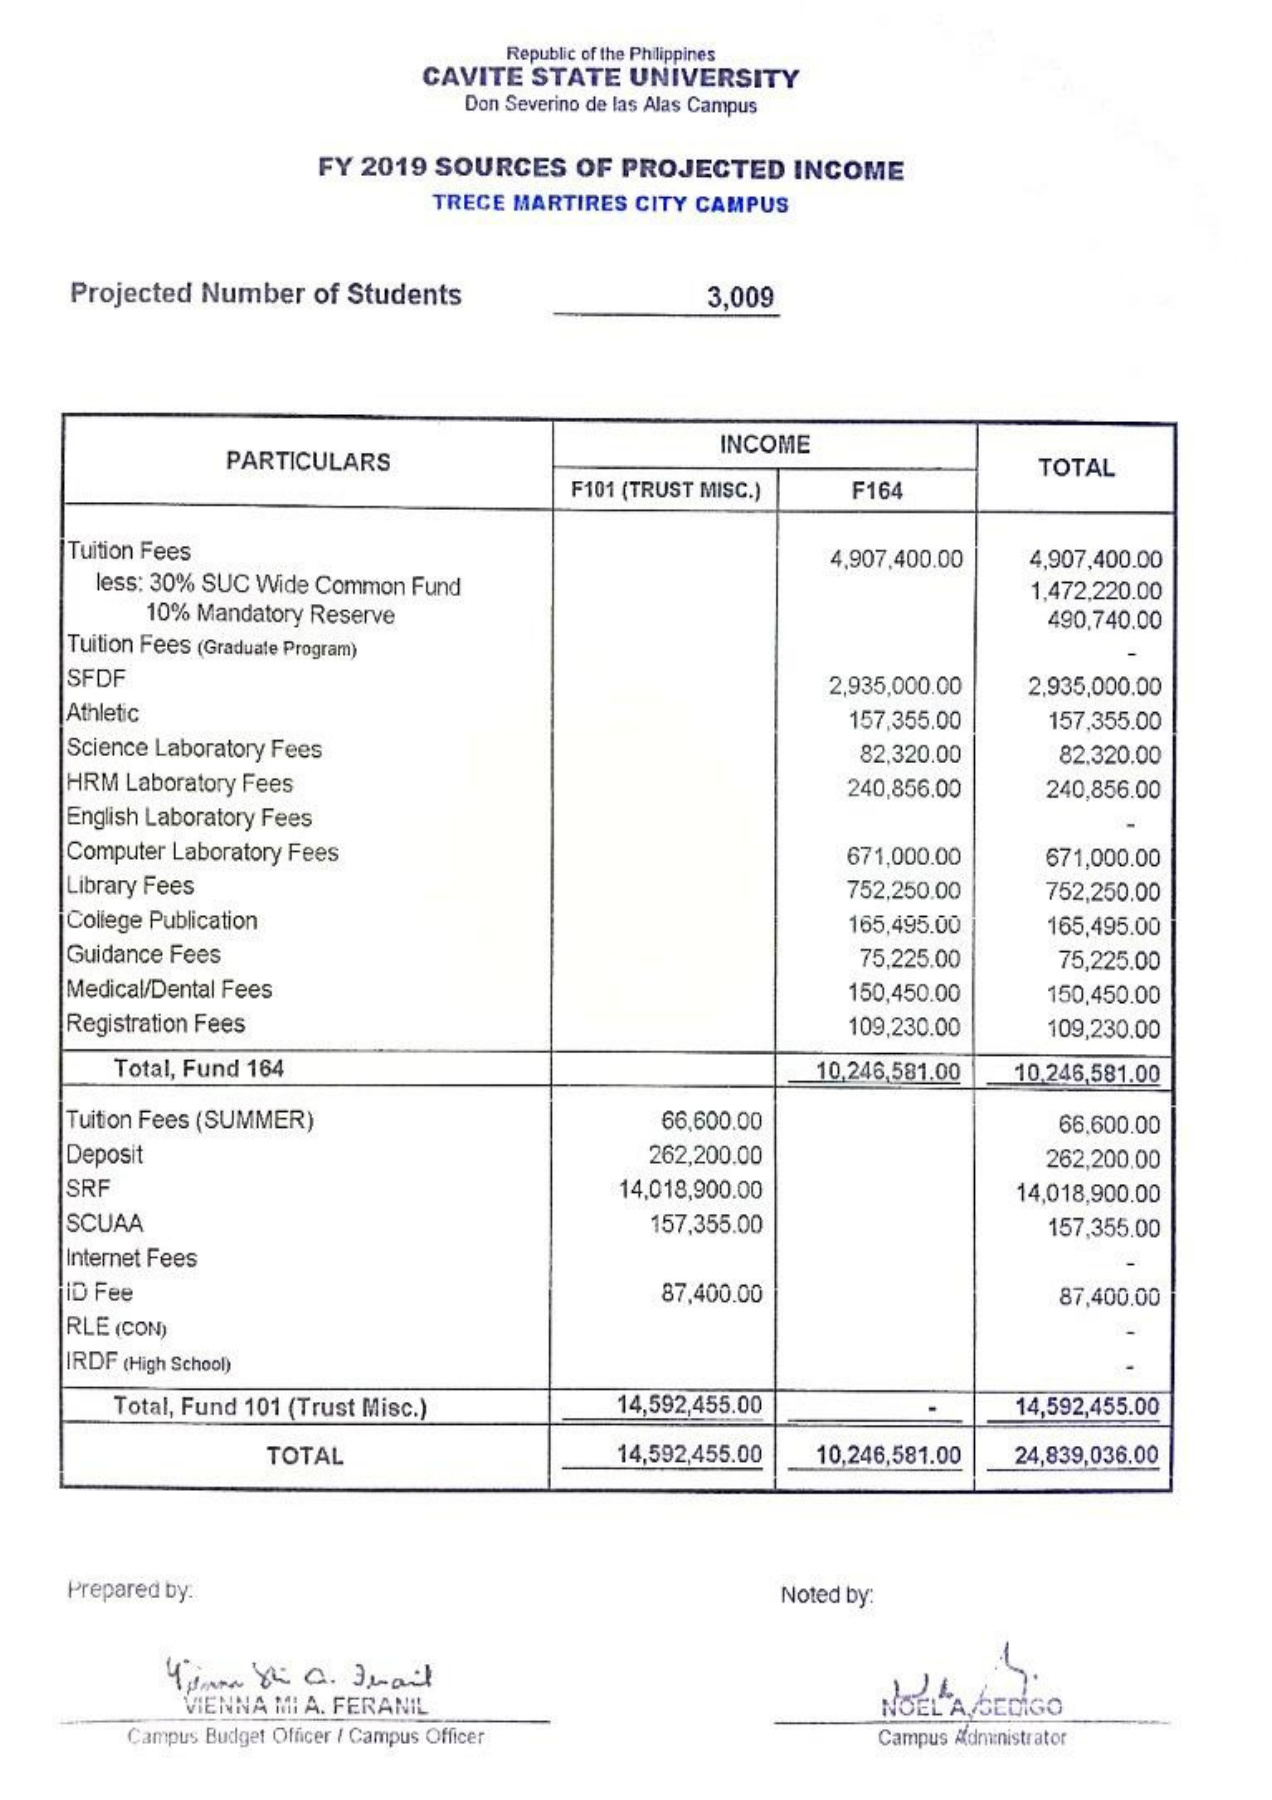 Republic of the Philippines
CAVITE STATE UNIVERSITY
Don Severino de las Alas Campus
FY 2019 SOURCES OF PROJECTED INCOME
TRECE MARTIRES CITY CAMPUS
Projected Number of Students 3,009
PARTICULARS INCOME TOTAL
F101 (TRUST MISC.) F164
Tuition Fees 4,907,400.00 4,907,400.00
less: 30% SUC Wide Common Fund 1,472,220.00
10% Mandatory Reserve 490,740.00
Tuition Fees (Graduate Program) -
SFDF 2,935,000.00 2,935,000.00
Athletic 157,355.00 157,355.00
Science Laboratory Fees 82,320.00 82,320.00
HRM Laboratory Fees 240,856.00 240,856.00
English Laboratory Fees -
Computer Laboratory Fees 671,000.00 671,000.00
Library Fees 752,250.00 752,250.00
College Publication 165,495.00 165,495.00
Guidance Fees 75,225.00 75,225.00
Medical/Dental Fees 150,450.00 150,450.00
Registration Fees 109,230.00 109,230.00
Total, Fund 164 10,246,581.00 10,246,581.00
Tuition Fees (SUMMER) 66,600.00 66,600.00
Deposit 262,200.00 262,200.00
SRF 14,018,900.00 14,018,900.00
SCUAA 157,355.00 157,355.00
Internet Fees -
ID Fee 87,400.00 87,400.00
RLE (CON) -
IRDF (High School) -
Total, Fund 101 (Trust Misc.) 14,592,455.00 - 14,592,455.00
TOTAL 14,592,455.00 10,246,581.00 24,839,036.00
Prepared by: Noted by:
VIENNA MI A. FERANIL NOEL A. SEDIGO
Campus Budget Officer / Campus Officer Campus Administrator